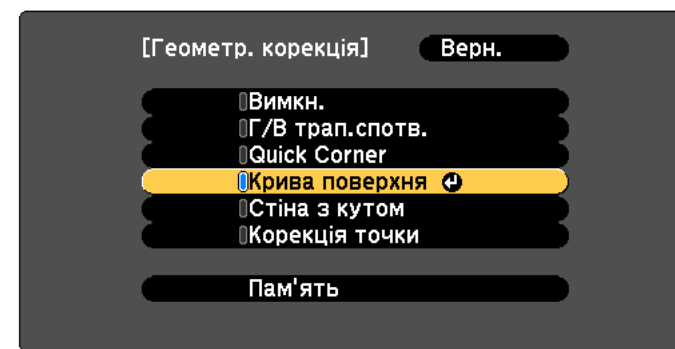 [Геометр. корекція] Верн.
Вимкн.
Г/В трап.спотв.
Quick Corner
Крива поверхня
Стіна з кутом
Корекція точки
Пам'ять